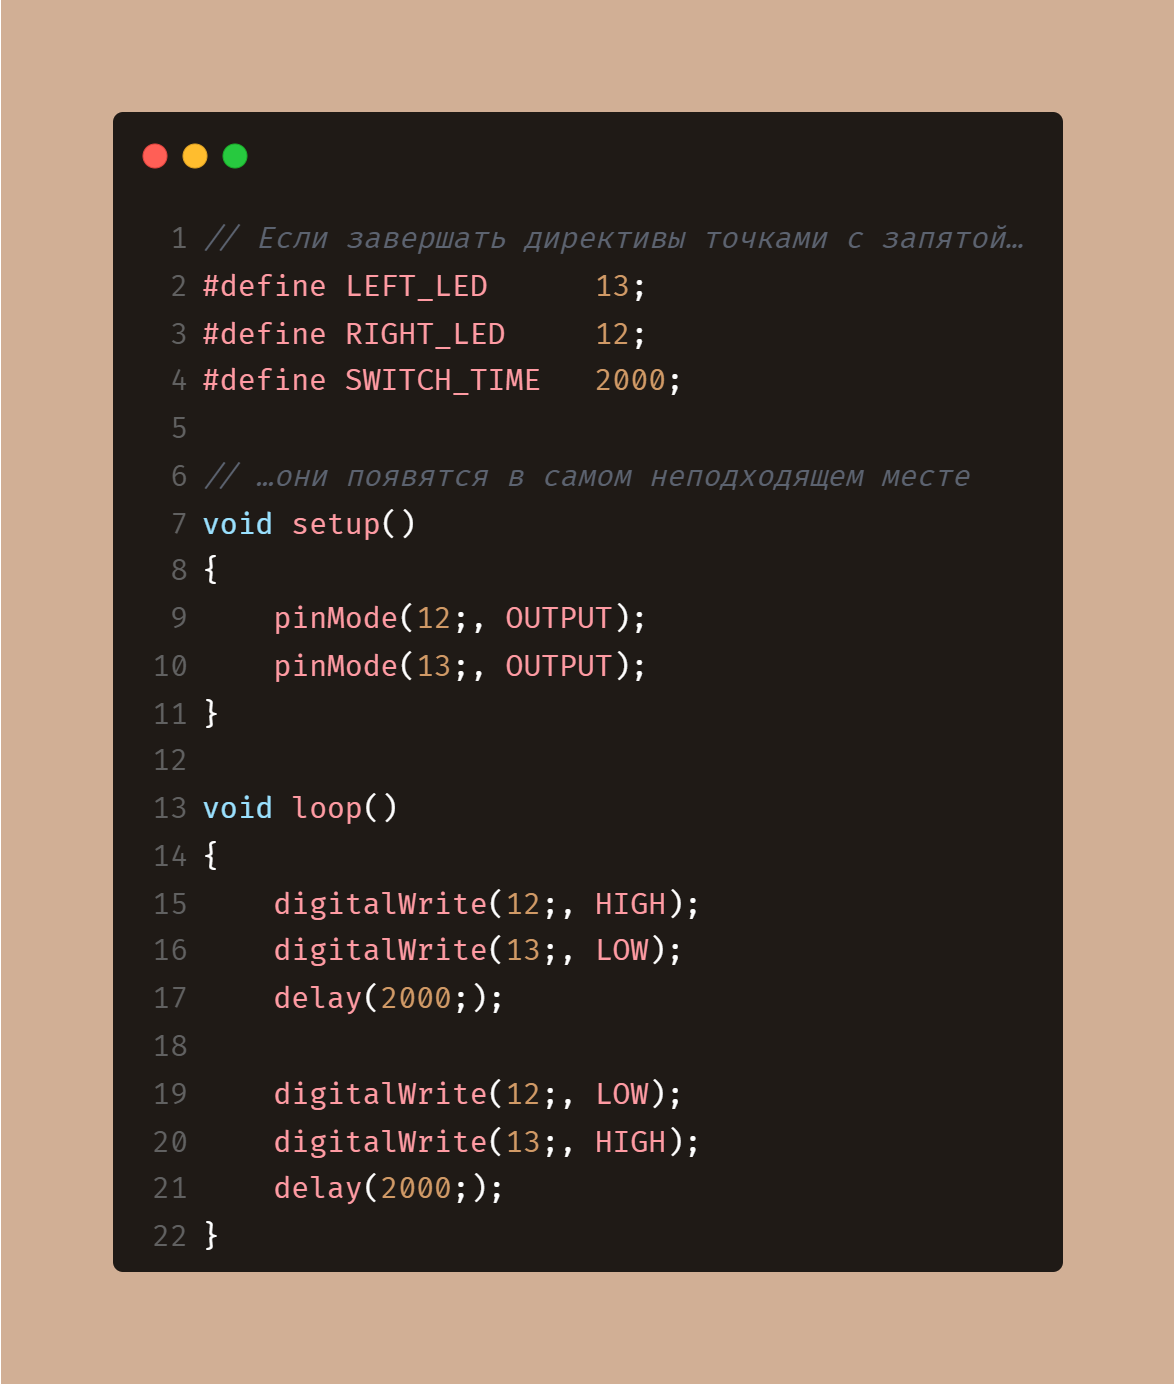 1 // Если завершать директивы точками с запятой…
2 #define LEFT_LED      13;
3 #define RIGHT_LED     12;
4 #define SWITCH_TIME   2000;
5
6 // …они появятся в самом неподходящем месте
7 void setup()
8 {
9     pinMode(12;, OUTPUT);
10     pinMode(13;, OUTPUT);
11 }
12
13 void loop()
14 {
15     digitalWrite(12;, HIGH);
16     digitalWrite(13;, LOW);
17     delay(2000;);
18
19     digitalWrite(12;, LOW);
20     digitalWrite(13;, HIGH);
21     delay(2000;);
22 }